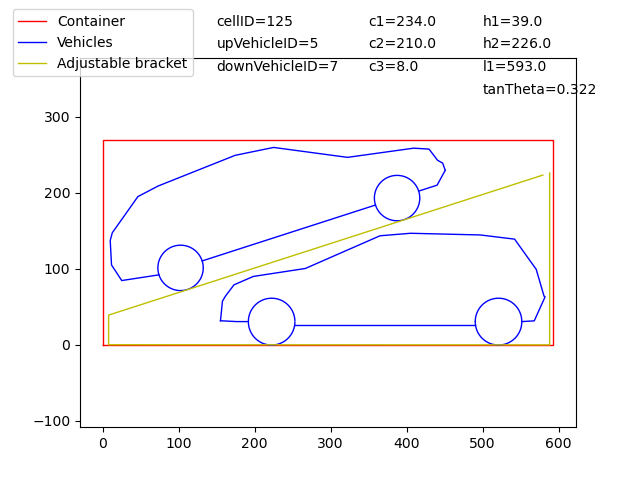 Container cellID=125 c1=234.0 h1=39.0
Vehicles upVehicleID=5 c2=210.0 h2=226.0
Adjustable bracket downVehicleID=7 c3=8.0 l1=593.0
tanTheta=0.322
300
200
100
0
−100
0 100 200 300 400 500 600